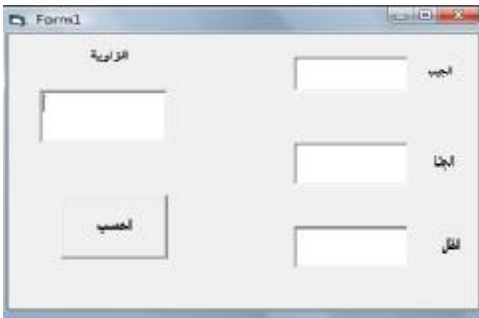 Form1
الزاوية
الجيب
الجتا
احسب
الظل